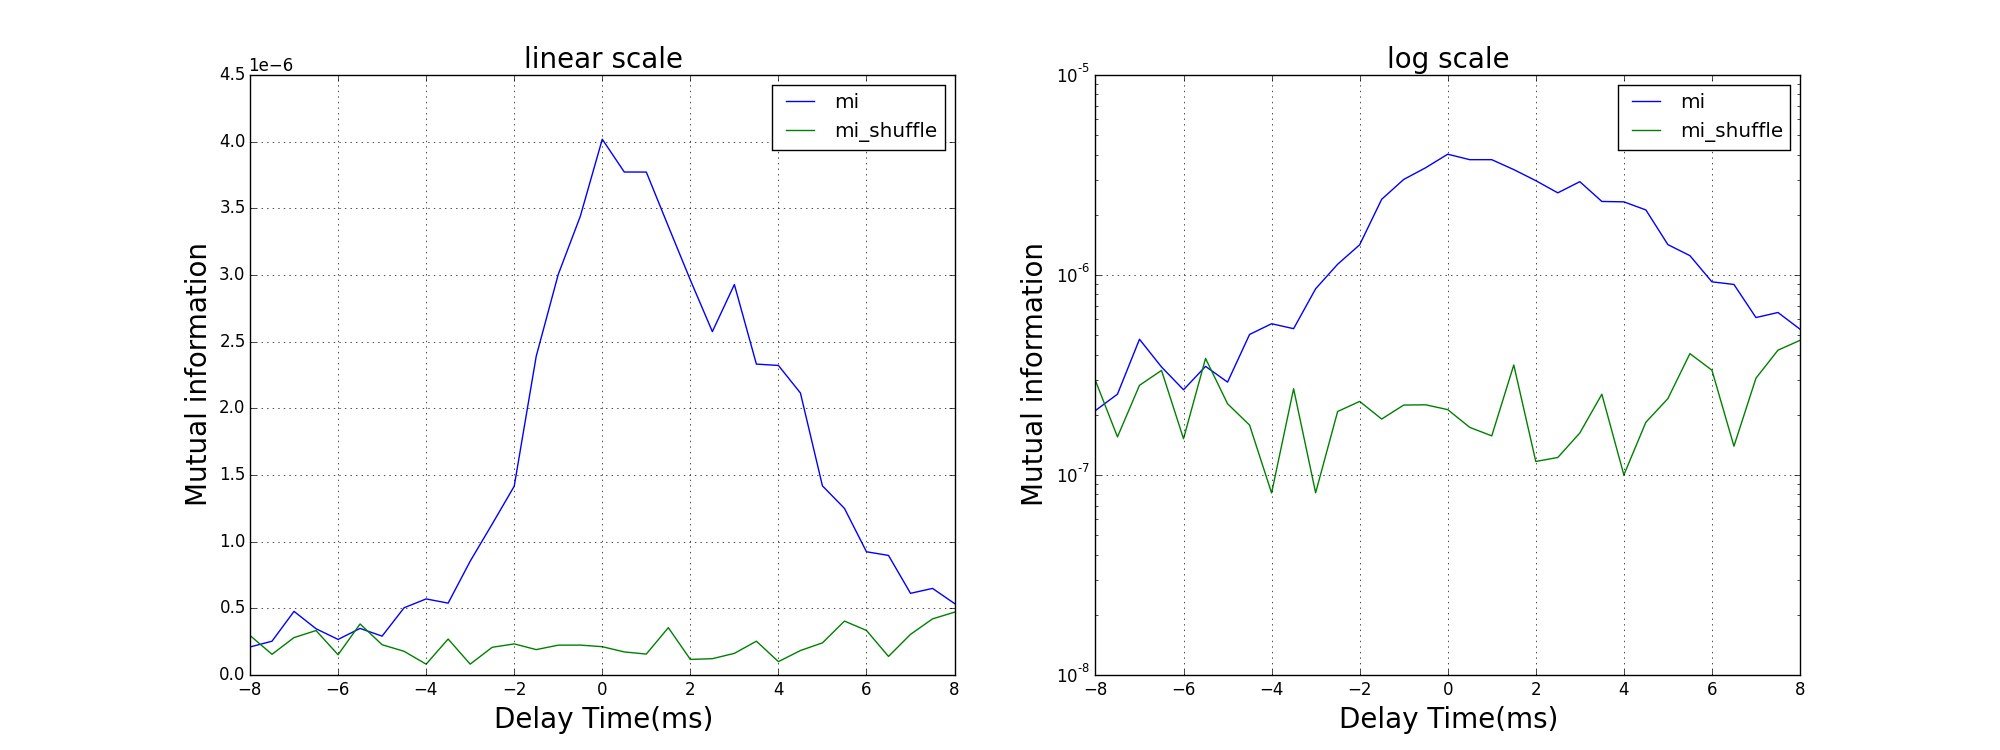 linear scale
1e−6
4.5
4.0
3.5
3.0
2.5
2.0
1.5
1.0
0.5
0.0
Mutual information
mi
mi_shuffle
−8 −6 −4 −2 0 2 4 6 8
Delay Time(ms)
log scale
10-5
10-6
10-7
10-8
Mutual information
mi
mi_shuffle
−8 −6 −4 −2 0 2 4 6 8
Delay Time(ms)